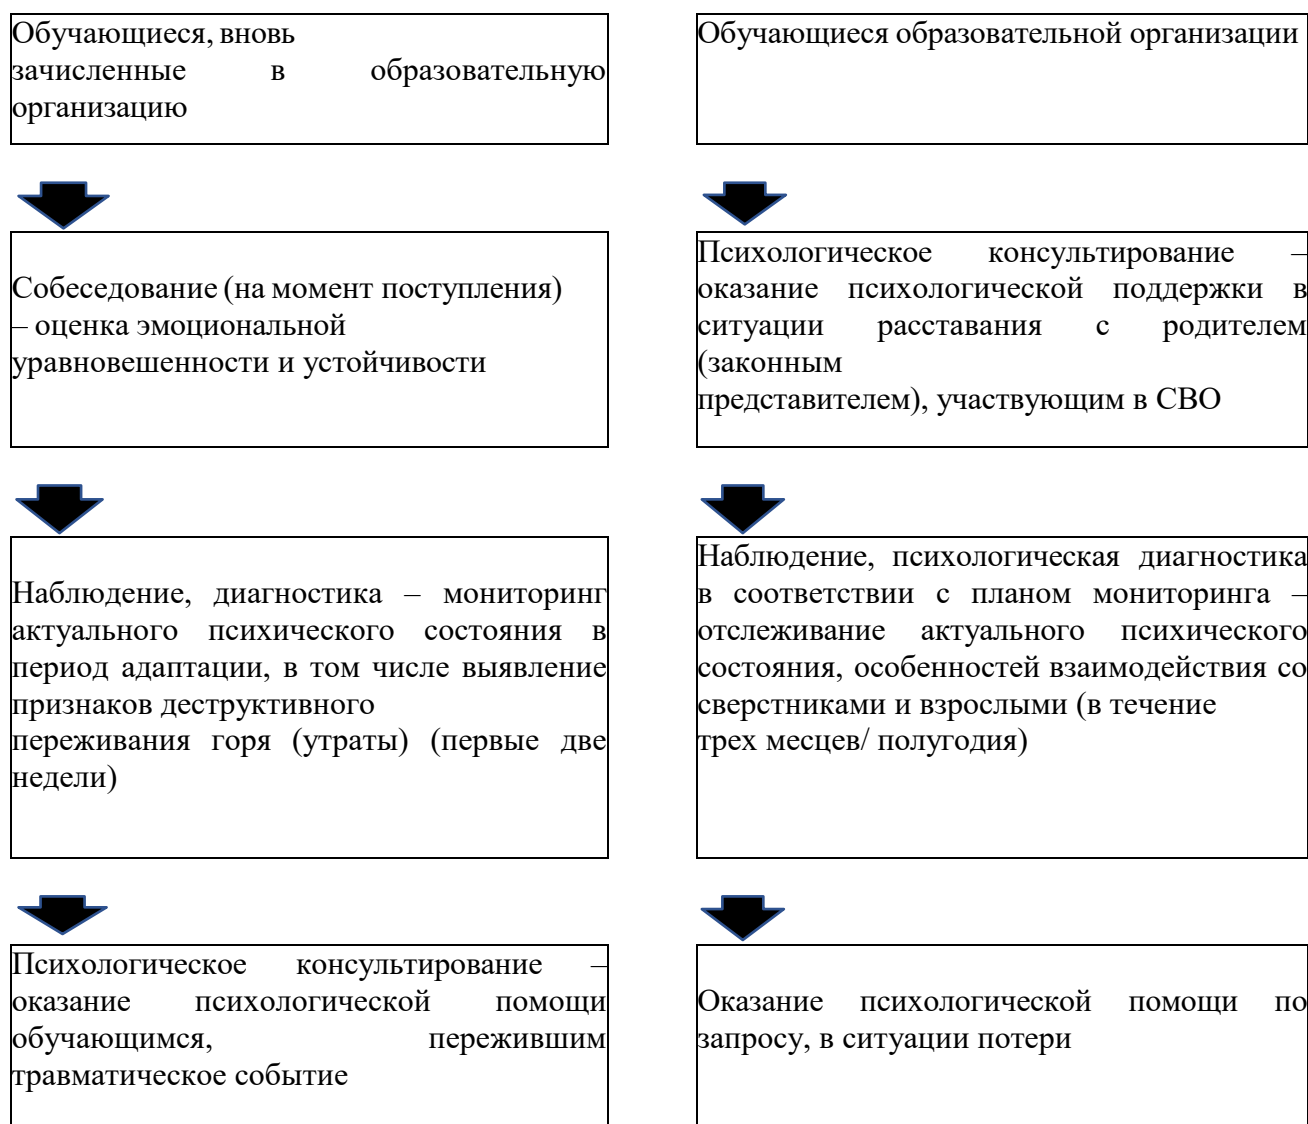 Обучающиеся, вновь
зачисленные в образовательную
организацию
Обучающиеся образовательной организации
Собеседование (на момент поступления)
– оценка эмоциональной
уравновешенности и устойчивости
Психологическое консультирование –
оказание психологической поддержки в
ситуации расставания с родителем
(законным
представителем), участвующим в СВО
Наблюдение, диагностика – мониторинг
актуального психического состояния в
период адаптации, в том числе выявление
признаков деструктивного
переживания горя (утраты) (первые две
недели)
Наблюдение, психологическая диагностика
в соответствии с планом мониторинга –
отслеживание актуального психического
состояния, особенностей взаимодействия со
сверстниками и взрослыми (в течение
трех месцев/ полугодия)
Психологическое консультирование –
оказание психологической помощи
обучающимся, пережившим
травматическое событие
Оказание психологической помощи по
запросу, в ситуации потери